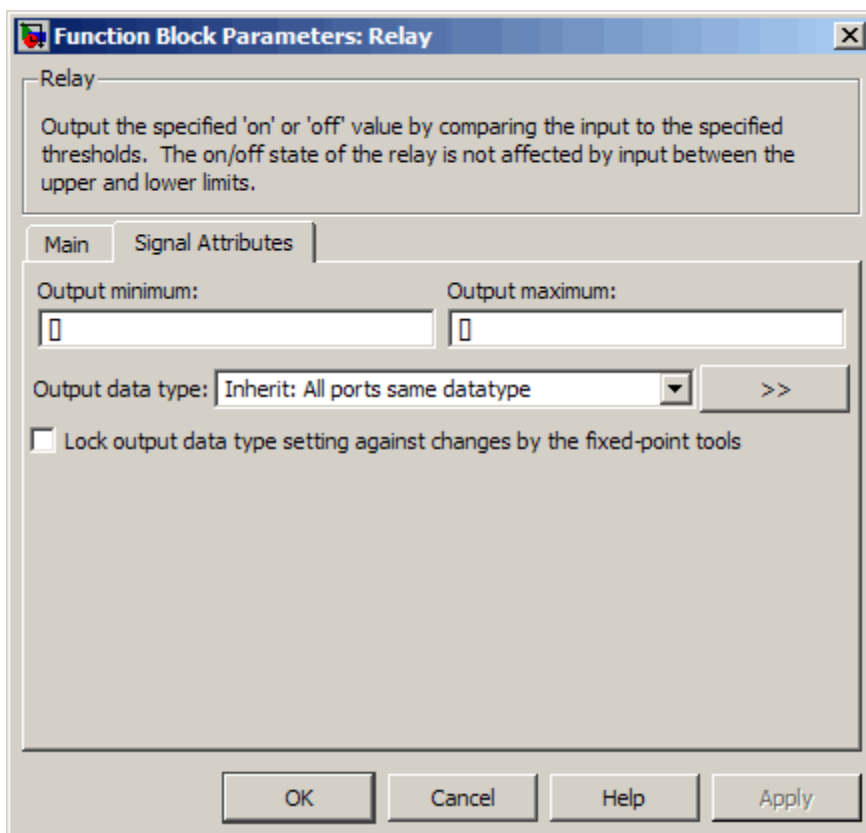 Function Block Parameters: Relay
Relay
Output the specified 'on' or 'off' value by comparing the input to the specified
thresholds.  The on/off state of the relay is not affected by input between the
upper and lower limits.
Main Signal Attributes
Output minimum: Output maximum:
[] []
Output data type: Inherit: All ports same datatype >>
Lock output data type setting against changes by the fixed-point tools
OK Cancel Help Apply